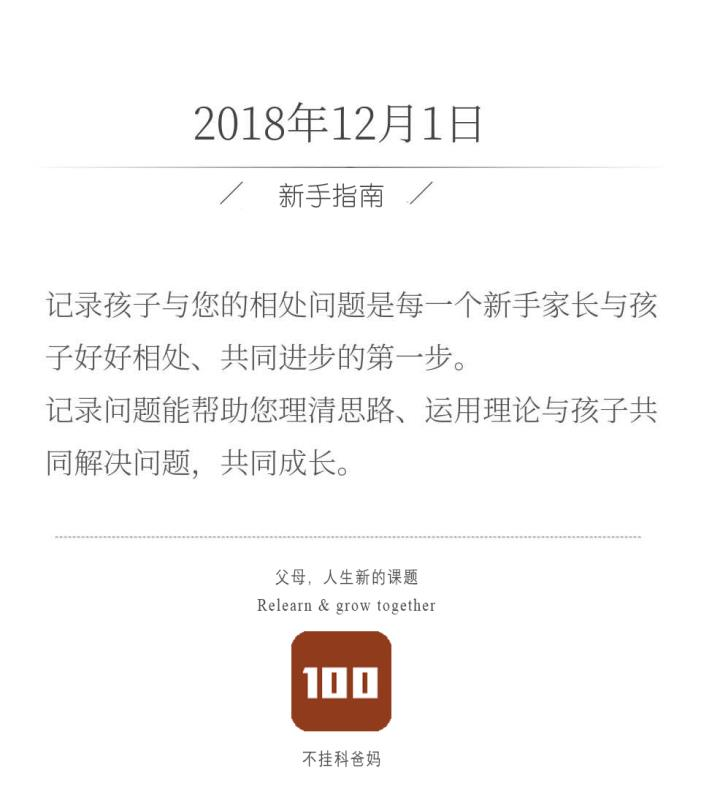 2018年12月1日
新手指南
记录孩子与您的相处问题是每一个新手家长与孩
子好好相处、共同进步的第一步。
记录问题能帮助您理清思路、运用理论与孩子共
同解决问题，共同成长。
父母，人生新的课题
Relearn & grow together
100
不挂科爸妈